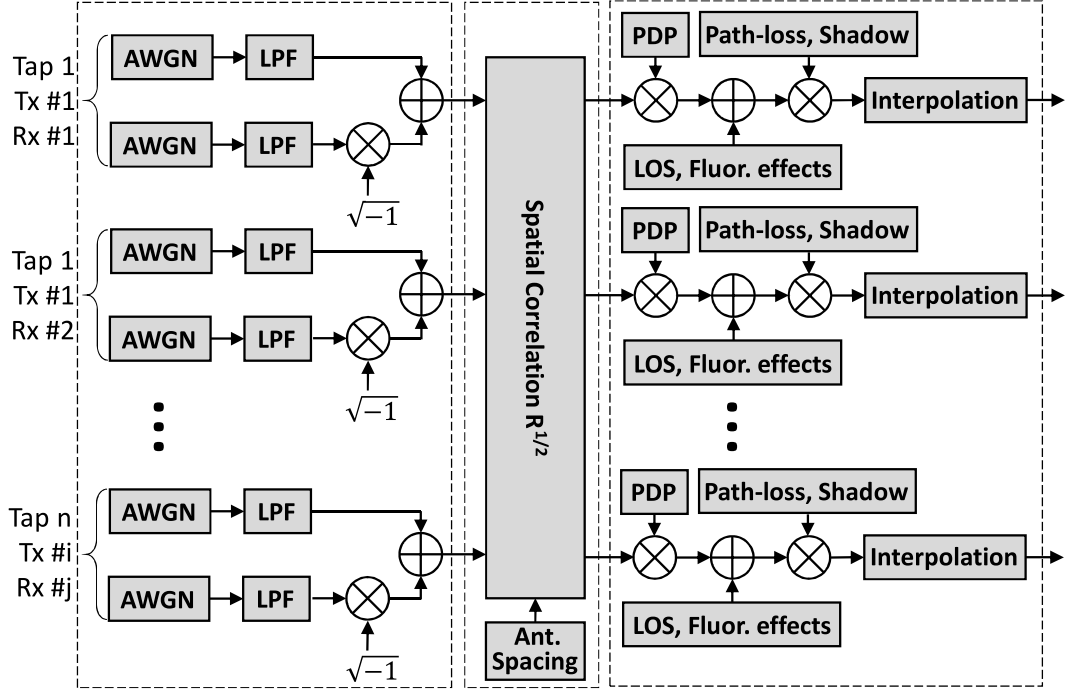 Tap 1
Tx #1
Rx #1
AWGN
LPF
AWGN
LPF
√−1
Tap 1
Tx #1
Rx #2
AWGN
LPF
AWGN
LPF
√−1
Tap n
Tx #i
Rx #j
AWGN
LPF
AWGN
LPF
√−1
Spatial Correlation R^1/2
Ant.
Spacing
PDP
Path-loss, Shadow
Interpolation
LOS, Fluor. effects
PDP
Path-loss, Shadow
Interpolation
LOS, Fluor. effects
PDP
Path-loss, Shadow
Interpolation
LOS, Fluor. effects